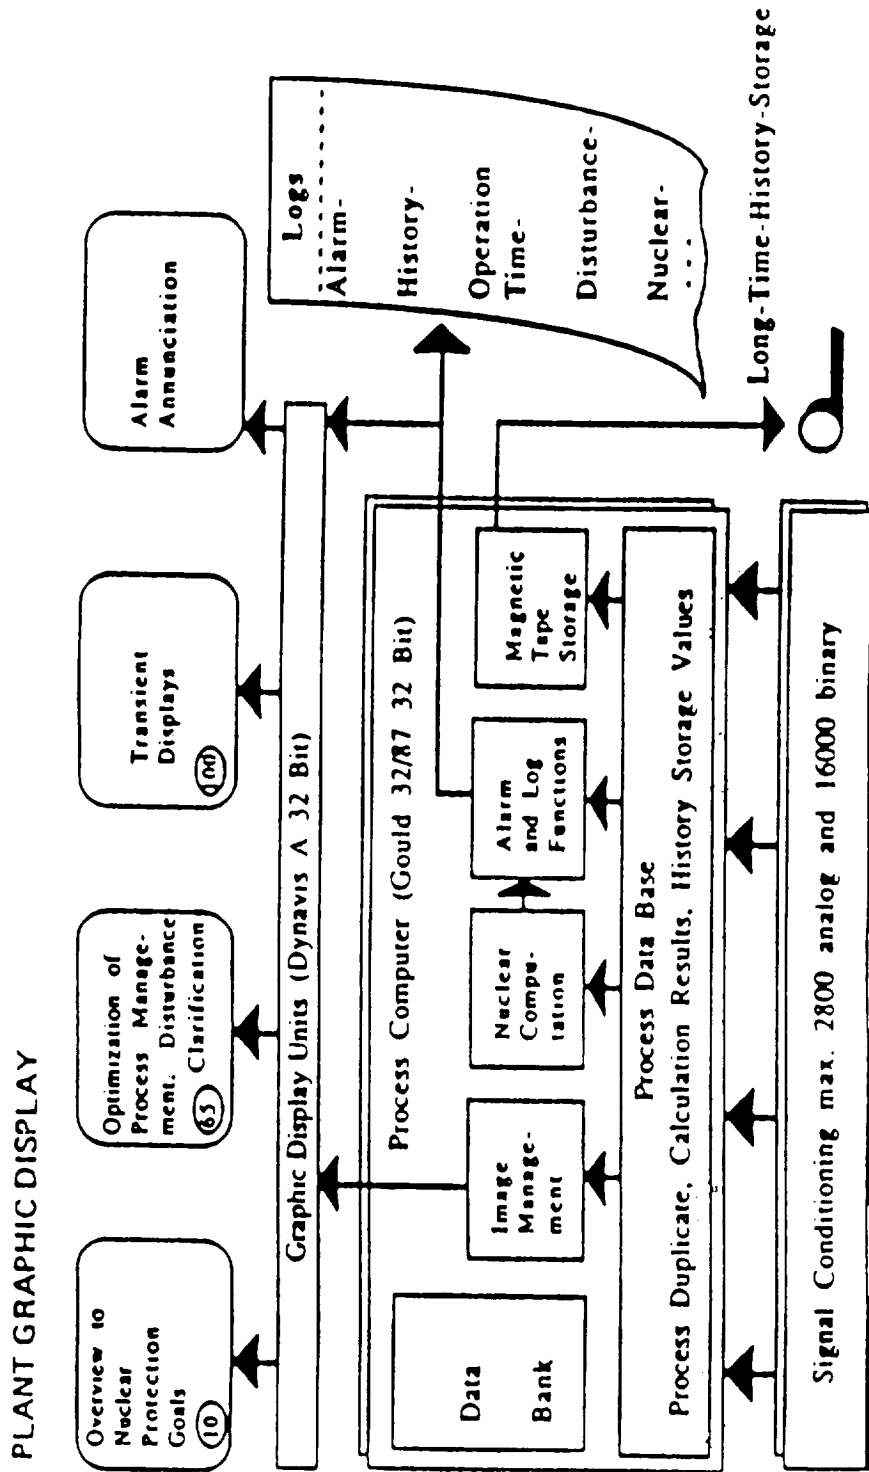 PLANT GRAPHIC DISPLAY
Overview to
Nuclear
Protection
Goals
10
Optimization of
Process Manage-
ment. Disturbance
65 Clarification
Transient
Displays
100
Alarm
Annunciation
Graphic Display Units (Dynavis A 32 Bit)
Process Computer (Gould 32/87 32 Bit)
Data
Bank
Image
Manage-
ment
Nuclear
Compu-
tation
Alarm
and Log
Functions
Magnetic
Tape
Storage
Process Data Base
Process Duplicate, Calculation Results, History Storage Values
Signal Conditioning max. 2800 analog and 16000 binary
Logs
Alarm-
History-
Operation
Time-
Disturbance-
Nuclear-
Long-Time-History-Storage